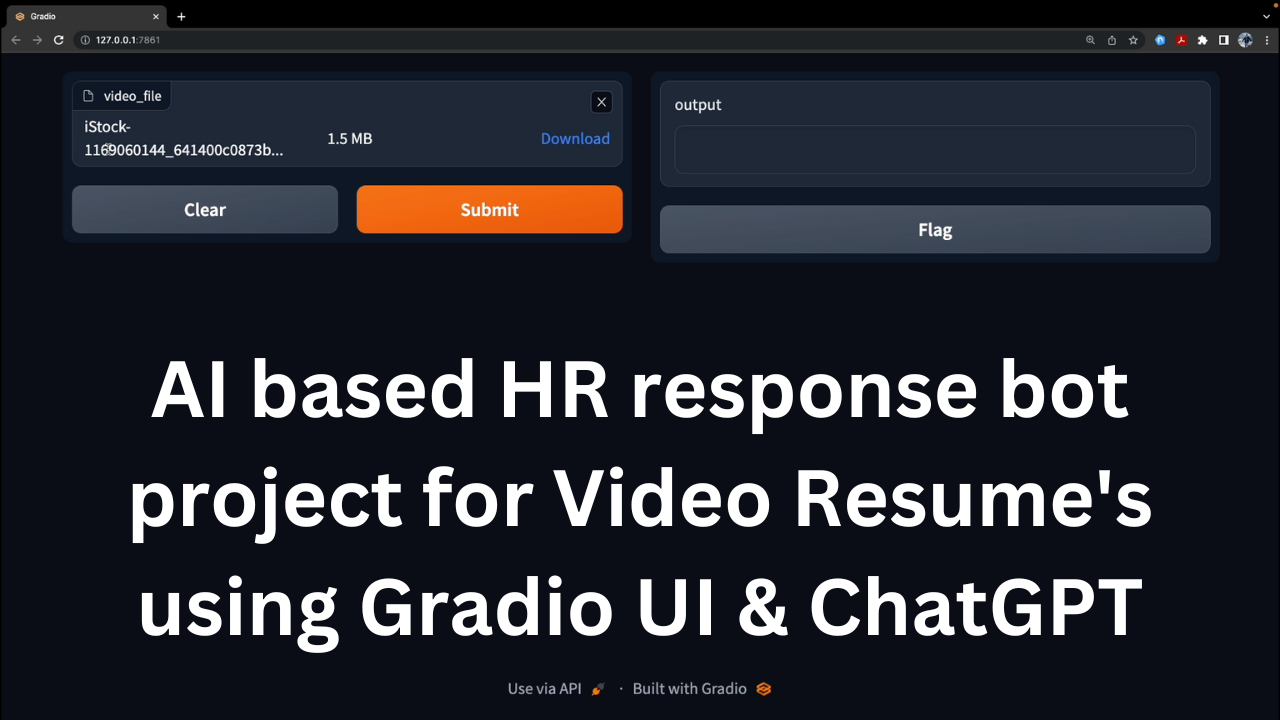 Gradio
127.0.0.1:7861
video_file
output
iStock-
1169060144_641400c0873b...
1.5 MB
Download
Clear
Submit
Flag
AI based HR response bot
project for Video Resume's
using Gradio UI & ChatGPT
Use via API · Built with Gradio